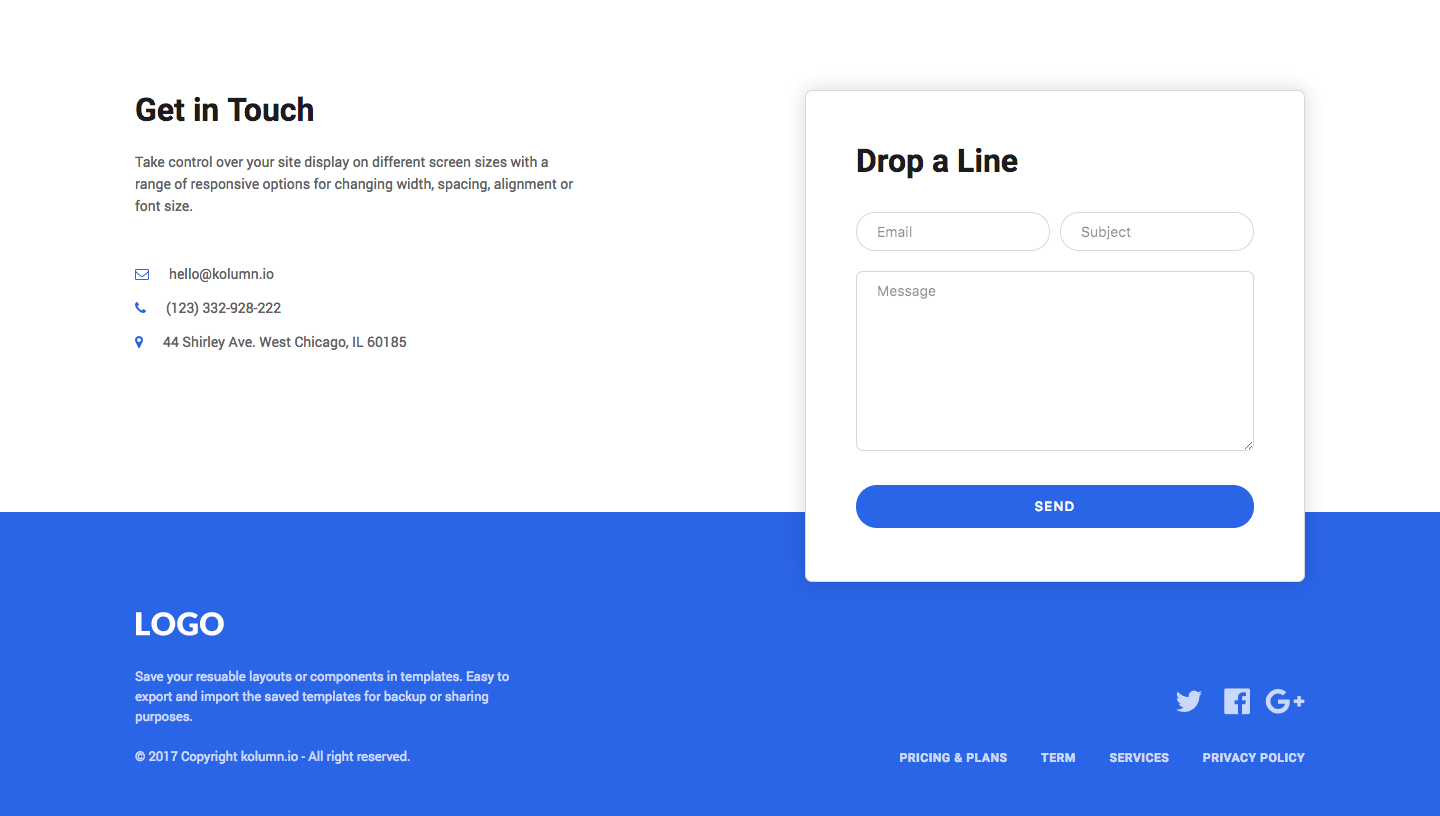 Get in Touch
Take control over your site display on different screen sizes with a
range of responsive options for changing width, spacing, alignment or
font size.
hello@kolumn.io
(123) 332-928-222
44 Shirley Ave. West Chicago, IL 60185
Drop a Line
Email
Subject
Message
SEND
LOGO
Save your resuable layouts or components in templates. Easy to
export and import the saved templates for backup or sharing
purposes.
© 2017 Copyright kolumn.io - All right reserved.
G+
PRICING & PLANS
TERM
SERVICES
PRIVACY POLICY